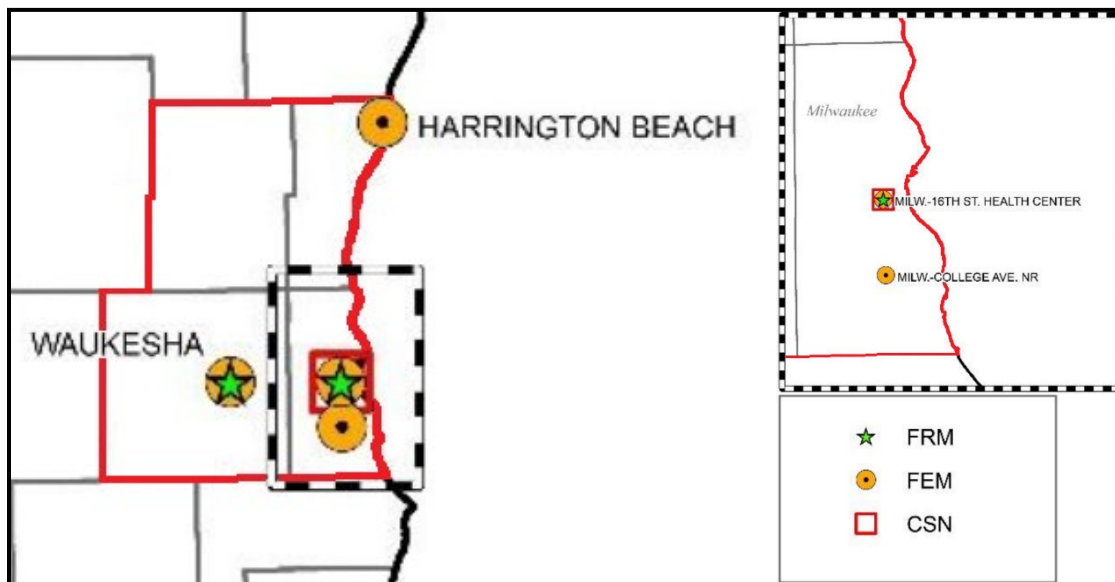 HARRINGTON BEACH
WAUKESHA
Milwaukee
MILW.-16TH ST. HEALTH CENTER
MILW.-COLLEGE AVE. NR
FRM
FEM
CSN